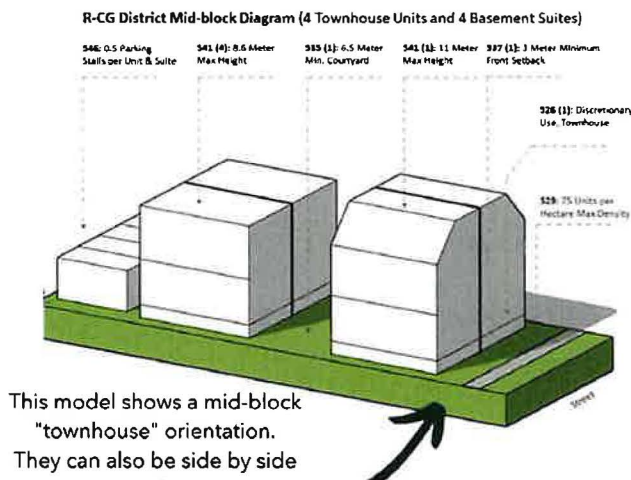 R-CG District Mid-block Diagram (4 Townhouse Units and 4 Basement Suites)
546: 0.5 Parking
Stalls per Unit & Suite
541 (4): 8.6 Meter
Max Height
535 (1): 6.5 Meter
Min. Courtyard
541 (1): 11 Meter
Max Height
537 (1): 3 Meter Minimum
Front Setback
526 (1): Discretionary
Use, Townhouse
529: 75 Units per
Hectare Max Density
Street
This model shows a mid-block
"townhouse" orientation.
They can also be side by side